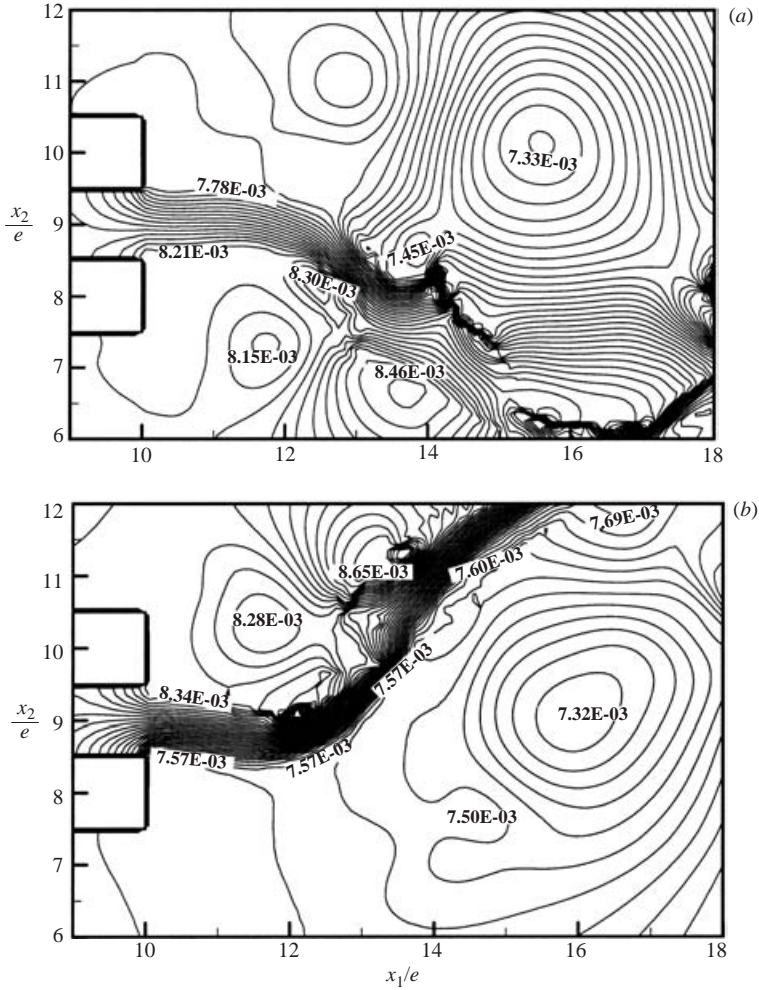 12
(a)
11
10
7.33E-03
7.78E-03
x2/e
9
8.21E-03
7.45E-03
8
8.30E-03
8.15E-03
7
8.46E-03
6
10
12
14
16
18
12
(b)
7.69E-03
11
8.65E-03
7.60E-03
8.28E-03
10
7.57E-03
8.34E-03
x2/e
9
7.32E-03
7.57E-03
7.57E-03
8
7.50E-03
7
6
10
12
14
16
18
x1/e